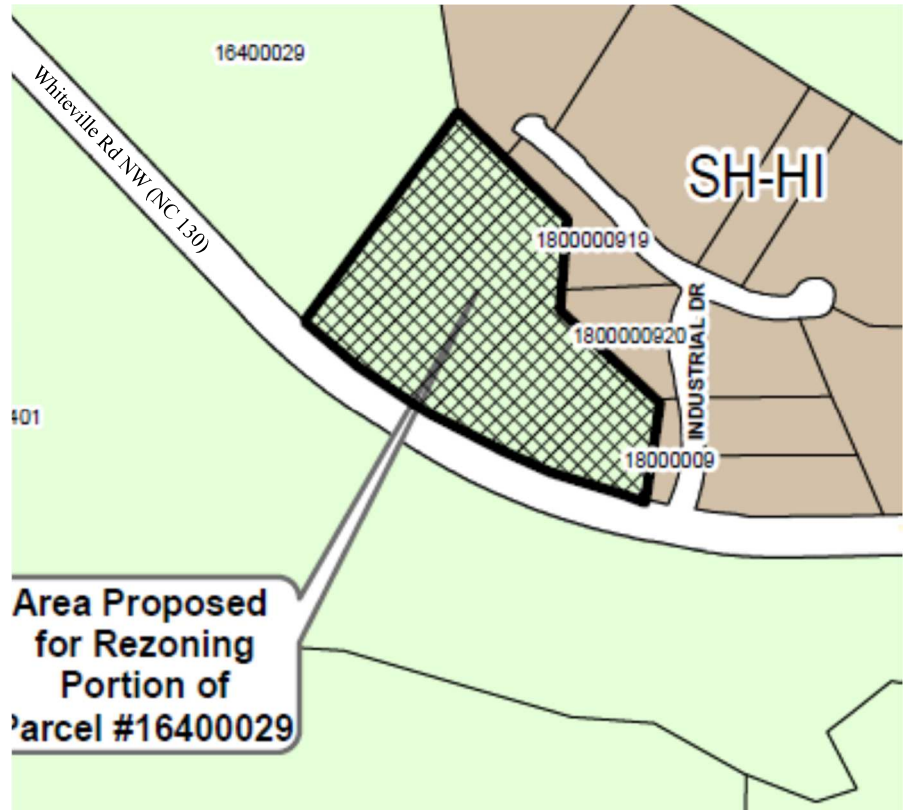 16400029
Whiteville Rd NW (NC 130)
SH-HI
1800000919
1800000920
INDUSTRIAL DR
401
18000009
Area Proposed
for Rezoning
Portion of
Parcel #16400029